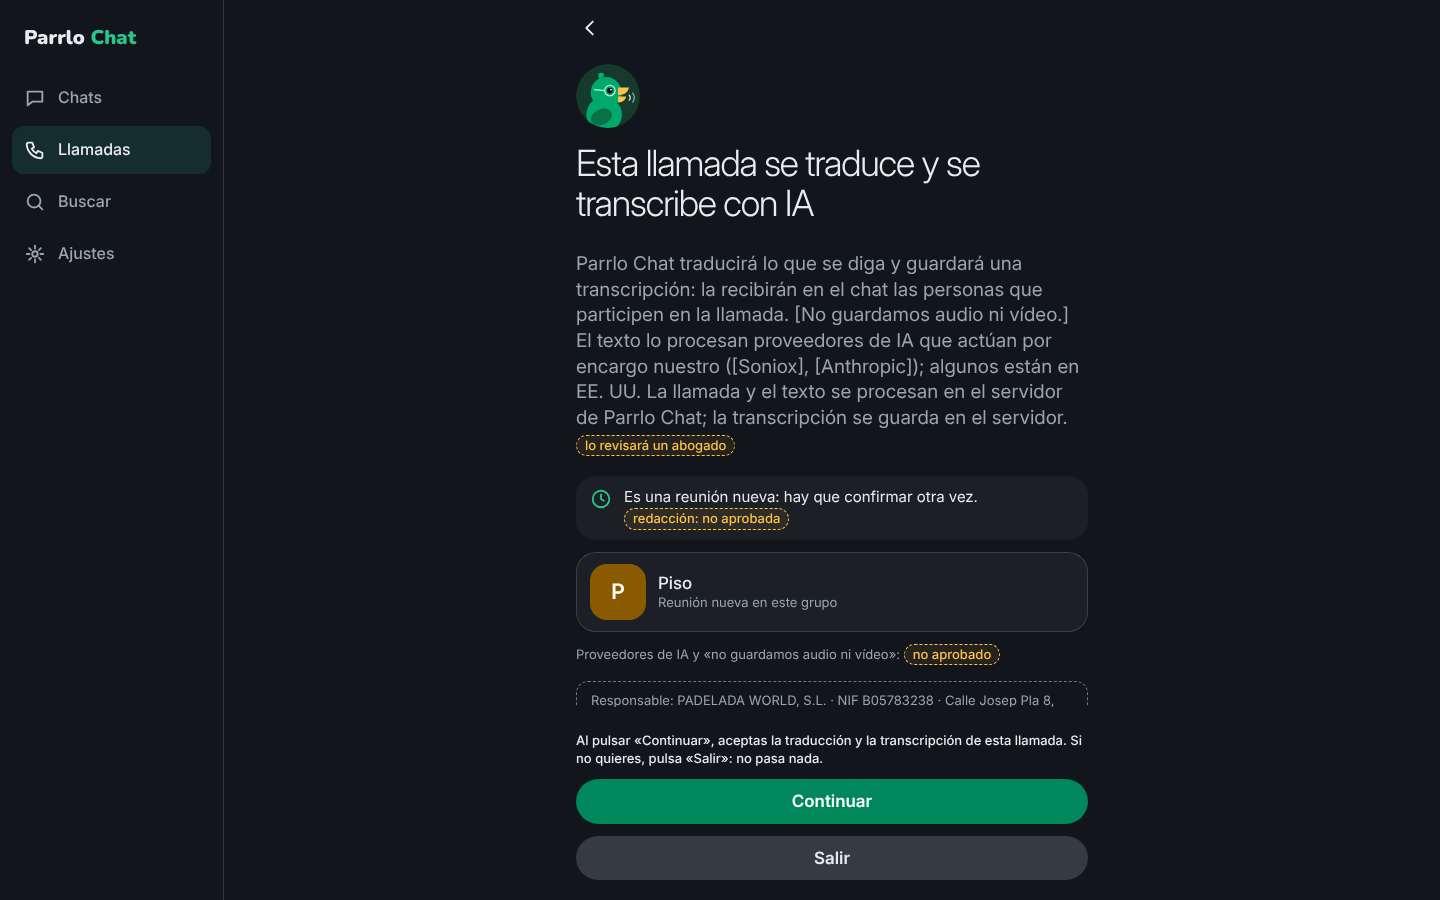 Parrlo Chat
Chats
Llamadas
Buscar
Ajustes
Esta llamada se traduce y se
transcribe con IA
Parrlo Chat traducirá lo que se diga y guardará una
transcripción: la recibirán en el chat las personas que
participen en la llamada. [No guardamos audio ni vídeo.]
El texto lo procesan proveedores de IA que actúan por
encargo nuestro ([Soniox], [Anthropic]); algunos están en
EE. UU. La llamada y el texto se procesan en el servidor
de Parrlo Chat; la transcripción se guarda en el servidor.
lo revisará un abogado
Es una reunión nueva: hay que confirmar otra vez.
redacción: no aprobada
P
Piso
Reunión nueva en este grupo
Proveedores de IA y «no guardamos audio ni vídeo»: no aprobado
Responsable: PADELADA WORLD, S.L. · NIF B05783238 · Calle Josep Pla 8,
Al pulsar «Continuar», aceptas la traducción y la transcripción de esta llamada. Si
no quieres, pulsa «Salir»: no pasa nada.
Continuar
Salir